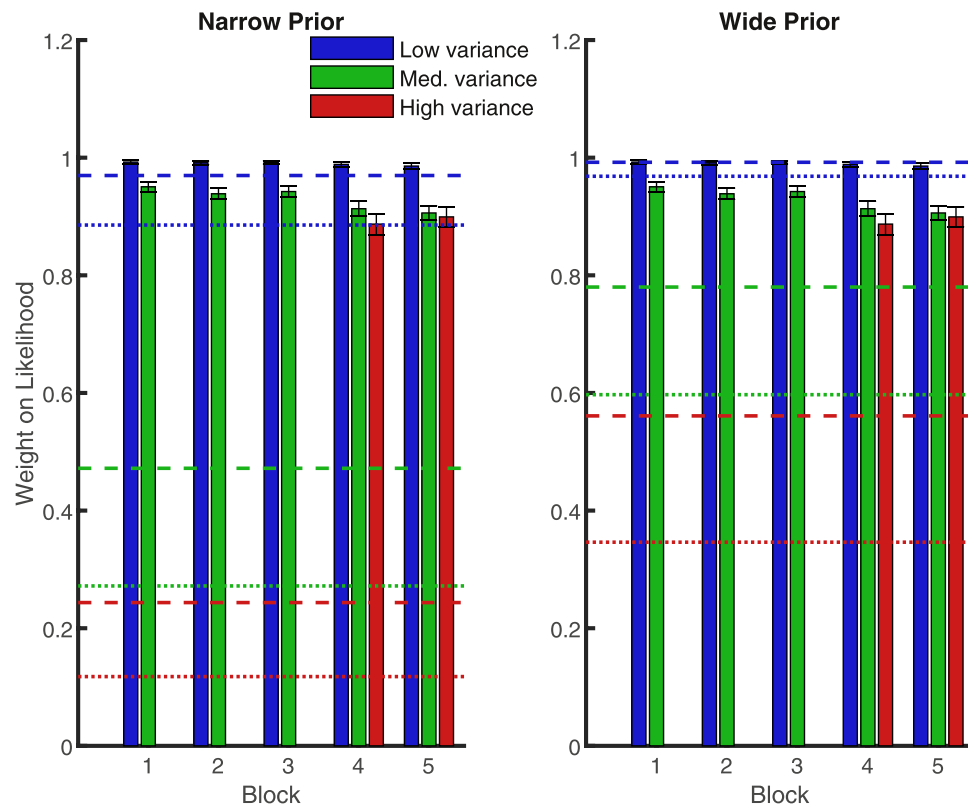 Narrow Prior
Low variance
Med. variance
High variance
Weight on Likelihood
1.2
1
0.8
0.6
0.4
0.2
0
1 2 3 4 5
Block
Wide Prior
1.2
1
0.8
0.6
0.4
0.2
0
1 2 3 4 5
Block